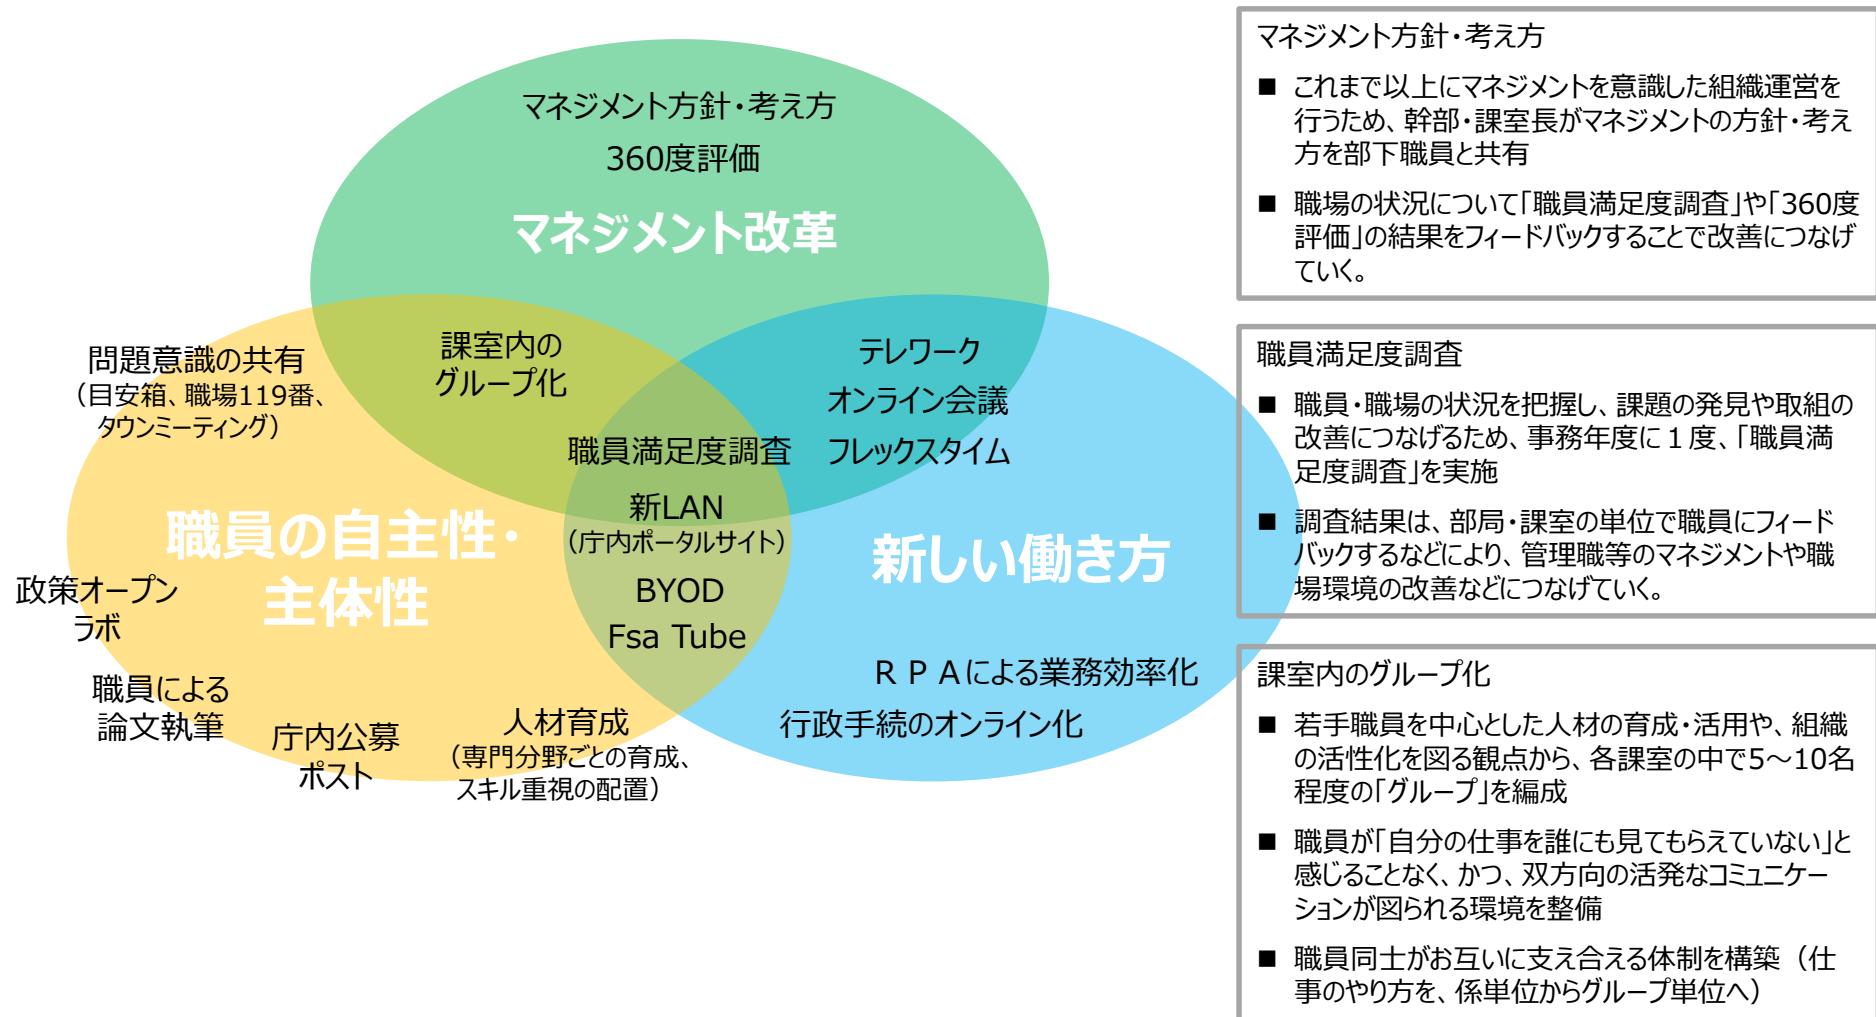 マネジメント方針・考え方
360度評価
マネジメント改革
課室内の
グループ化
問題意識の共有
（目安箱、職場119番、
タウンミーティング）
テレワーク
オンライン会議
フレックスタイム
職員満足度調査
新LAN
（庁内ポータルサイト）
BYOD
Fsa Tube
職員の自主性・
主体性
新しい働き方
政策オープン
ラボ
職員による
論文執筆
庁内公募
ポスト
人材育成
（専門分野ごとの育成、
スキル重視の配置）
ＲＰＡによる業務効率化
行政手続のオンライン化
マネジメント方針・考え方
■ これまで以上にマネジメントを意識した組織運営を
行うため、幹部・課室長がマネジメントの方針・考え
方を部下職員と共有
■ 職場の状況について「職員満足度調査」や「360度
評価」の結果をフィードバックすることで改善につなげ
ていく。
職員満足度調査
■ 職員・職場の状況を把握し、課題の発見や取組の
改善につなげるため、事務年度に１度、「職員満
足度調査」を実施
■ 調査結果は、部局・課室の単位で職員にフィード
バックするなどにより、管理職等のマネジメントや職
場環境の改善などにつなげていく。
課室内のグループ化
■ 若手職員を中心とした人材の育成・活用や、組織
の活性化を図る観点から、各課室の中で5～10名
程度の「グループ」を編成
■ 職員が「自分の仕事を誰にも見てもらえていない」と
感じることなく、かつ、双方向の活発なコミュニケー
ションが図られる環境を整備
■ 職員同士がお互いに支え合える体制を構築（仕
事のやり方を、係単位からグループ単位へ）